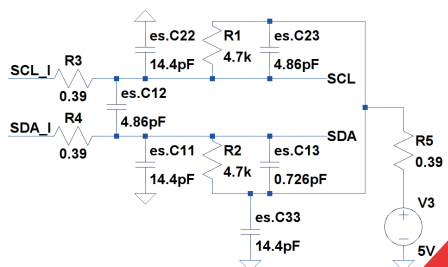 es.C22
14.4pF
R1
4.7k
es.C23
4.86pF
SCL_I
R3
0.39
SCL
es.C12
4.86pF
SDA_I
R4
0.39
SDA
R5
0.39
es.C11
14.4pF
R2
4.7k
es.C13
0.726pF
es.C33
14.4pF
V3
5V